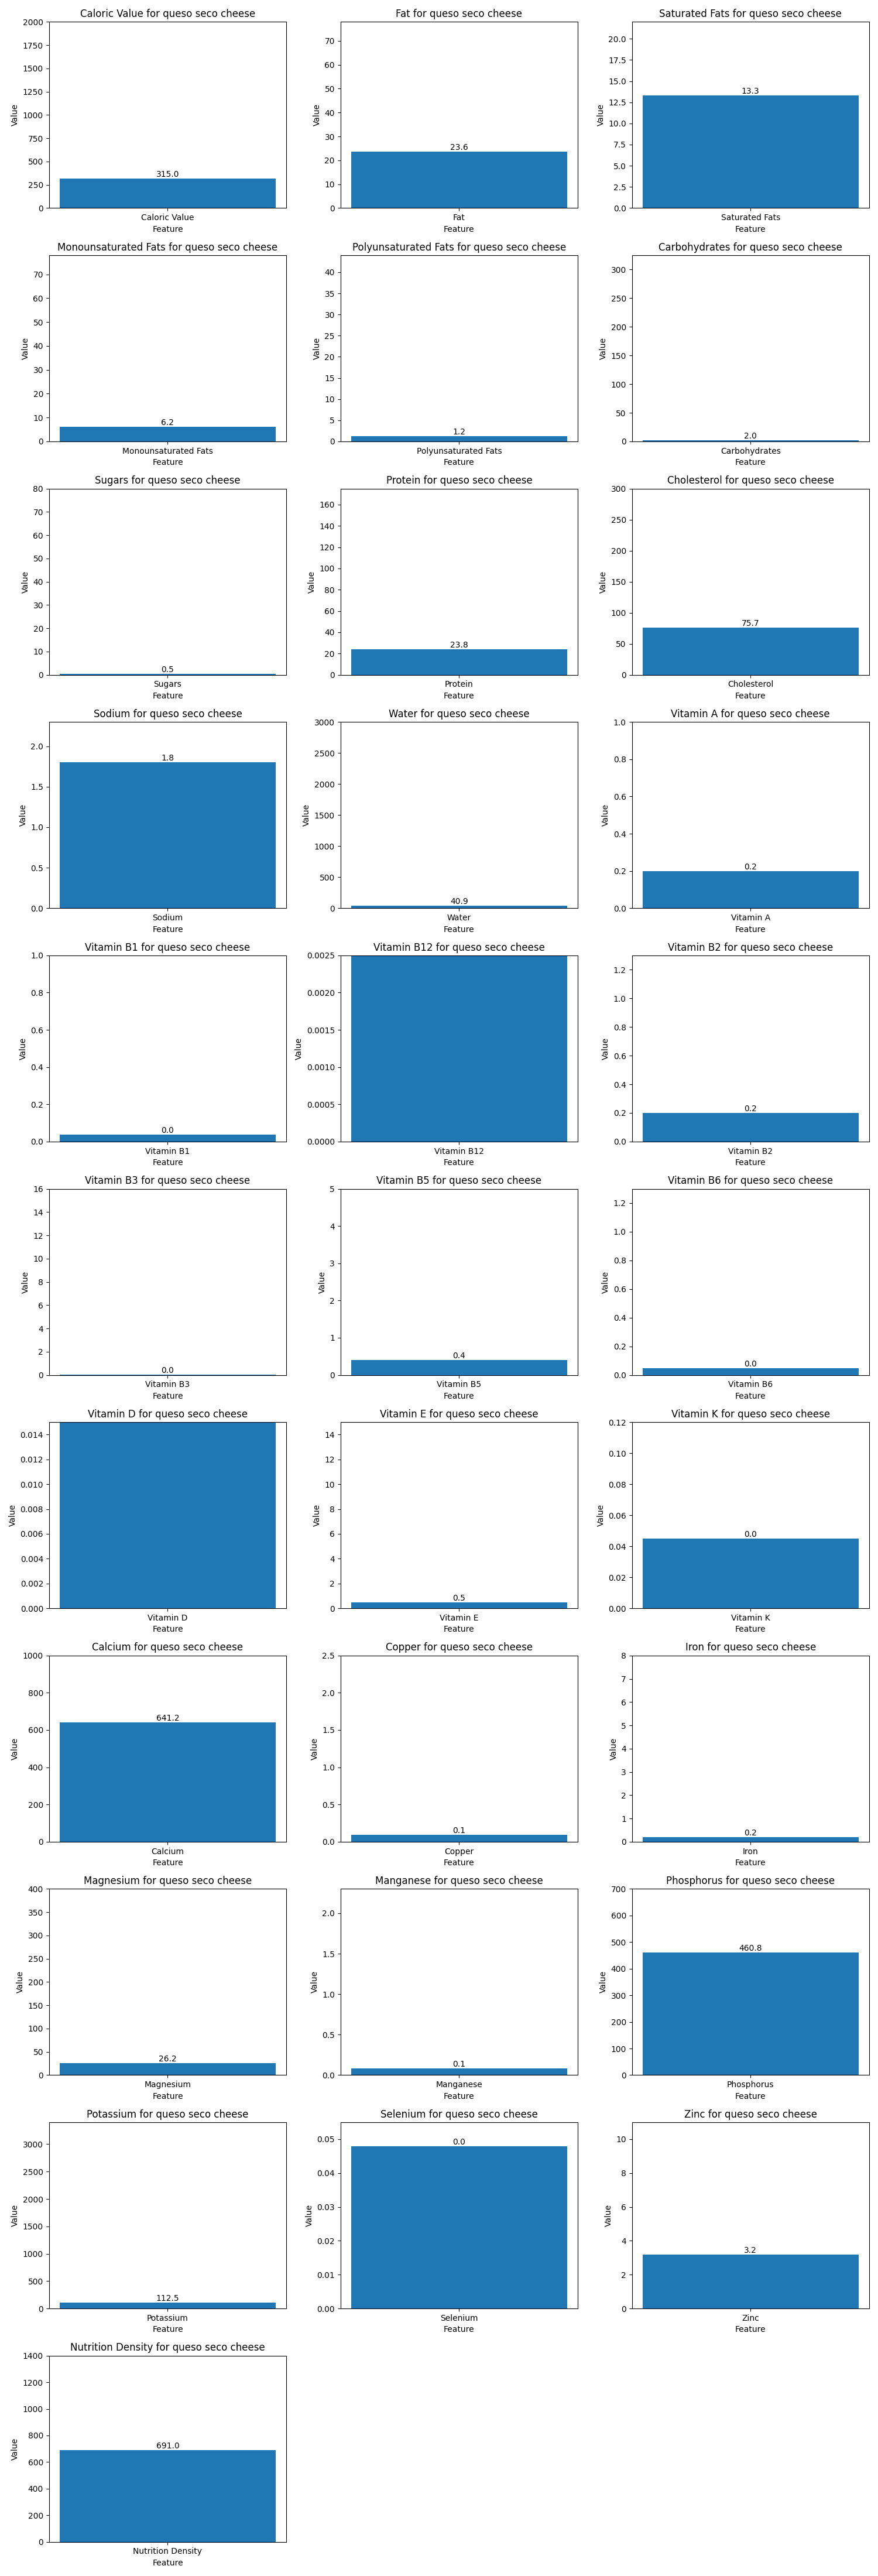 Caloric Value for queso seco cheese
2000
1750
1500
1250
1000
750
500
250
0
Value
315.0
Caloric Value
Feature
Fat for queso seco cheese
70
60
50
40
30
20
10
0
Value
23.6
Fat
Feature
Saturated Fats for queso seco cheese
20.0
17.5
15.0
12.5
10.0
7.5
5.0
2.5
0.0
Value
13.3
Saturated Fats
Feature
Monounsaturated Fats for queso seco cheese
70
60
50
40
30
20
10
0
Value
6.2
Monounsaturated Fats
Feature
Polyunsaturated Fats for queso seco cheese
40
35
30
25
20
15
10
5
0
Value
1.2
Polyunsaturated Fats
Feature
Carbohydrates for queso seco cheese
300
250
200
150
100
50
0
Value
2.0
Carbohydrates
Feature
Sugars for queso seco cheese
80
70
60
50
40
30
20
10
0
Value
0.5
Sugars
Feature
Protein for queso seco cheese
160
140
120
100
80
60
40
20
0
Value
23.8
Protein
Feature
Cholesterol for queso seco cheese
300
250
200
150
100
50
0
Value
75.7
Cholesterol
Feature
Sodium for queso seco cheese
2.0
1.5
1.0
0.5
0.0
Value
1.8
Sodium
Feature
Water for queso seco cheese
3000
2500
2000
1500
1000
500
0
Value
40.9
Water
Feature
Vitamin A for queso seco cheese
1.0
0.8
0.6
0.4
0.2
0.0
Value
0.2
Vitamin A
Feature
Vitamin B1 for queso seco cheese
1.0
0.8
0.6
0.4
0.2
0.0
Value
0.0
Vitamin B1
Feature
Vitamin B12 for queso seco cheese
0.0025
0.0020
0.0015
0.0010
0.0005
0.0000
Value
Vitamin B12
Feature
Vitamin B2 for queso seco cheese
1.2
1.0
0.8
0.6
0.4
0.2
0.0
Value
0.2
Vitamin B2
Feature
Vitamin B3 for queso seco cheese
16
14
12
10
8
6
4
2
0
Value
0.0
Vitamin B3
Feature
Vitamin B5 for queso seco cheese
5
4
3
2
1
0
Value
0.4
Vitamin B5
Feature
Vitamin B6 for queso seco cheese
1.2
1.0
0.8
0.6
0.4
0.2
0.0
Value
0.0
Vitamin B6
Feature
Vitamin D for queso seco cheese
0.014
0.012
0.010
0.008
0.006
0.004
0.002
0.000
Value
Vitamin D
Feature
Vitamin E for queso seco cheese
14
12
10
8
6
4
2
0
Value
0.5
Vitamin E
Feature
Vitamin K for queso seco cheese
0.12
0.10
0.08
0.06
0.04
0.02
0.00
Value
0.0
Vitamin K
Feature
Calcium for queso seco cheese
1000
800
600
400
200
0
Value
641.2
Calcium
Feature
Copper for queso seco cheese
2.5
2.0
1.5
1.0
0.5
0.0
Value
0.1
Copper
Feature
Iron for queso seco cheese
8
7
6
5
4
3
2
1
0
Value
0.2
Iron
Feature
Magnesium for queso seco cheese
400
350
300
250
200
150
100
50
0
Value
26.2
Magnesium
Feature
Manganese for queso seco cheese
2.0
1.5
1.0
0.5
0.0
Value
0.1
Manganese
Feature
Phosphorus for queso seco cheese
700
600
500
400
300
200
100
0
Value
460.8
Phosphorus
Feature
Potassium for queso seco cheese
3000
2500
2000
1500
1000
500
0
Value
112.5
Potassium
Feature
Selenium for queso seco cheese
0.05
0.04
0.03
0.02
0.01
0.00
Value
0.0
Selenium
Feature
Zinc for queso seco cheese
10
8
6
4
2
0
Value
3.2
Zinc
Feature
Nutrition Density for queso seco cheese
1400
1200
1000
800
600
400
200
0
Value
691.0
Nutrition Density
Feature